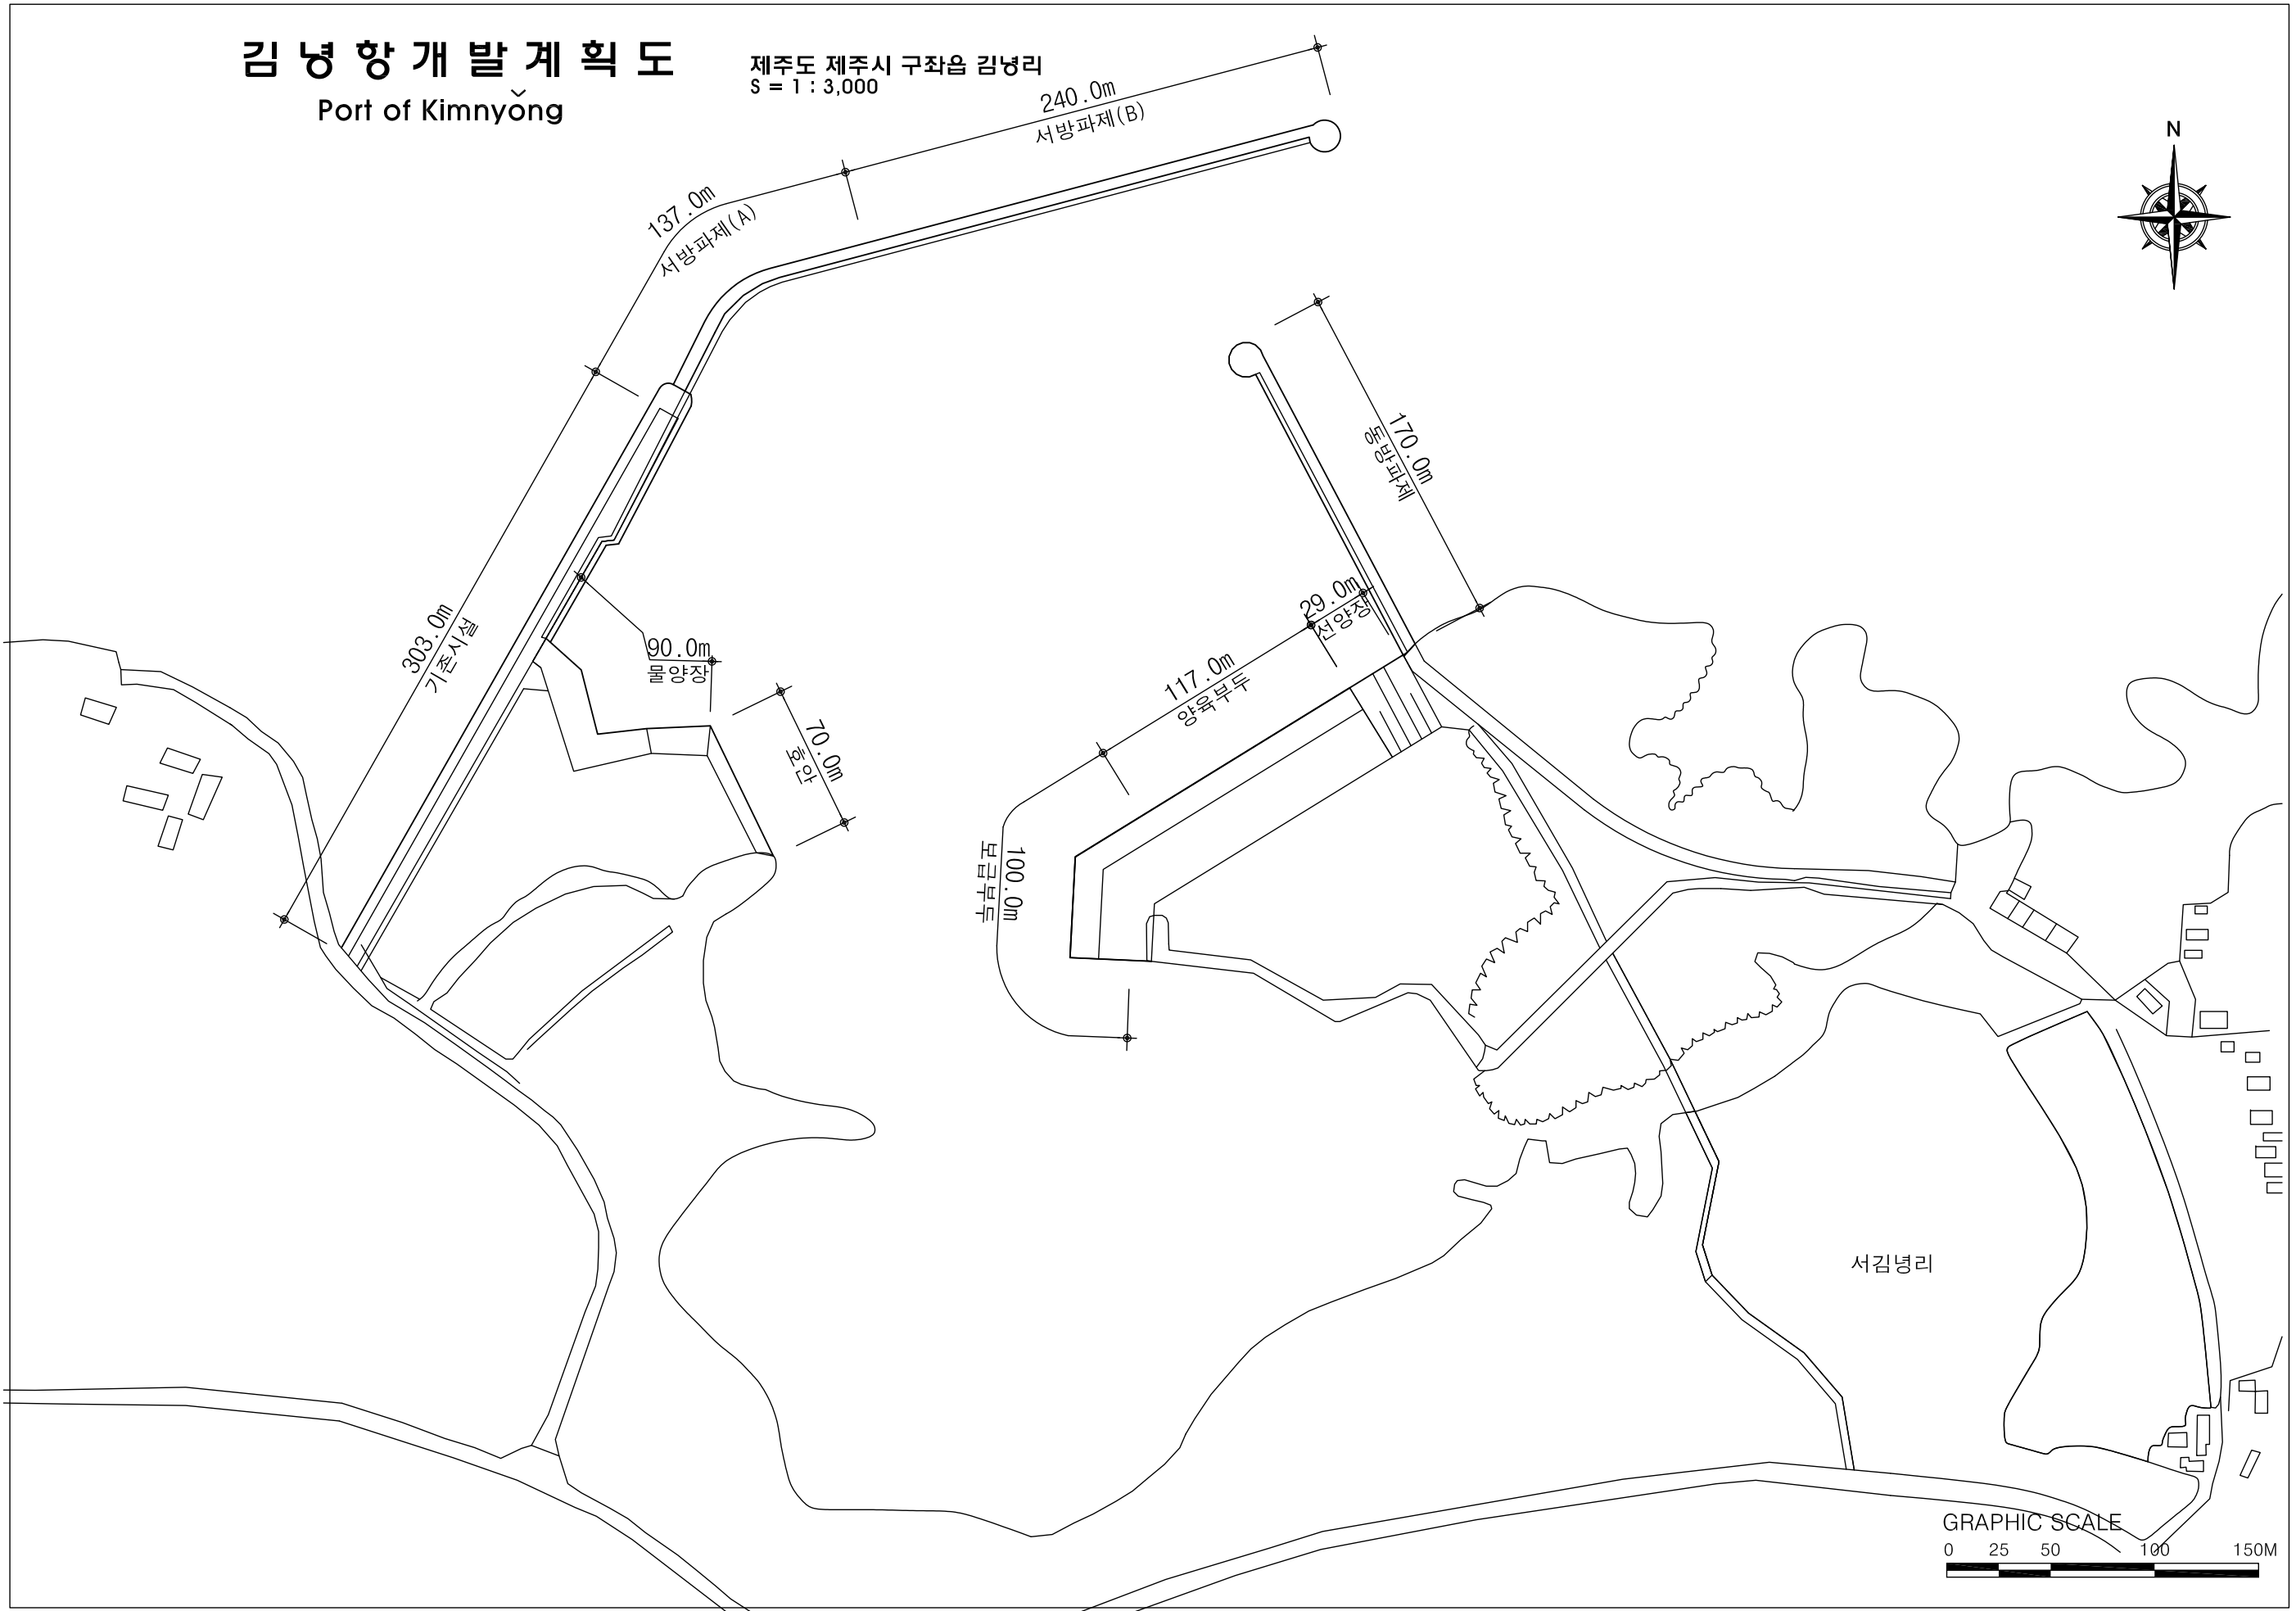 김녕항개발계획도
Port of Kimnyŏng
제주도 제주시 구좌읍 김녕리
S = 1 : 3,000
240.0m
서방파제(B)
137.0m
서방파제(A)
N
170.0m
동방파제
303.0m
기존시설
90.0m
물양장
70.0m
호안
29.0m
선양장
117.0m
양육부두
100.0m
보급부두
서김녕리
GRAPHIC SCALE
0 25 50 100 150M